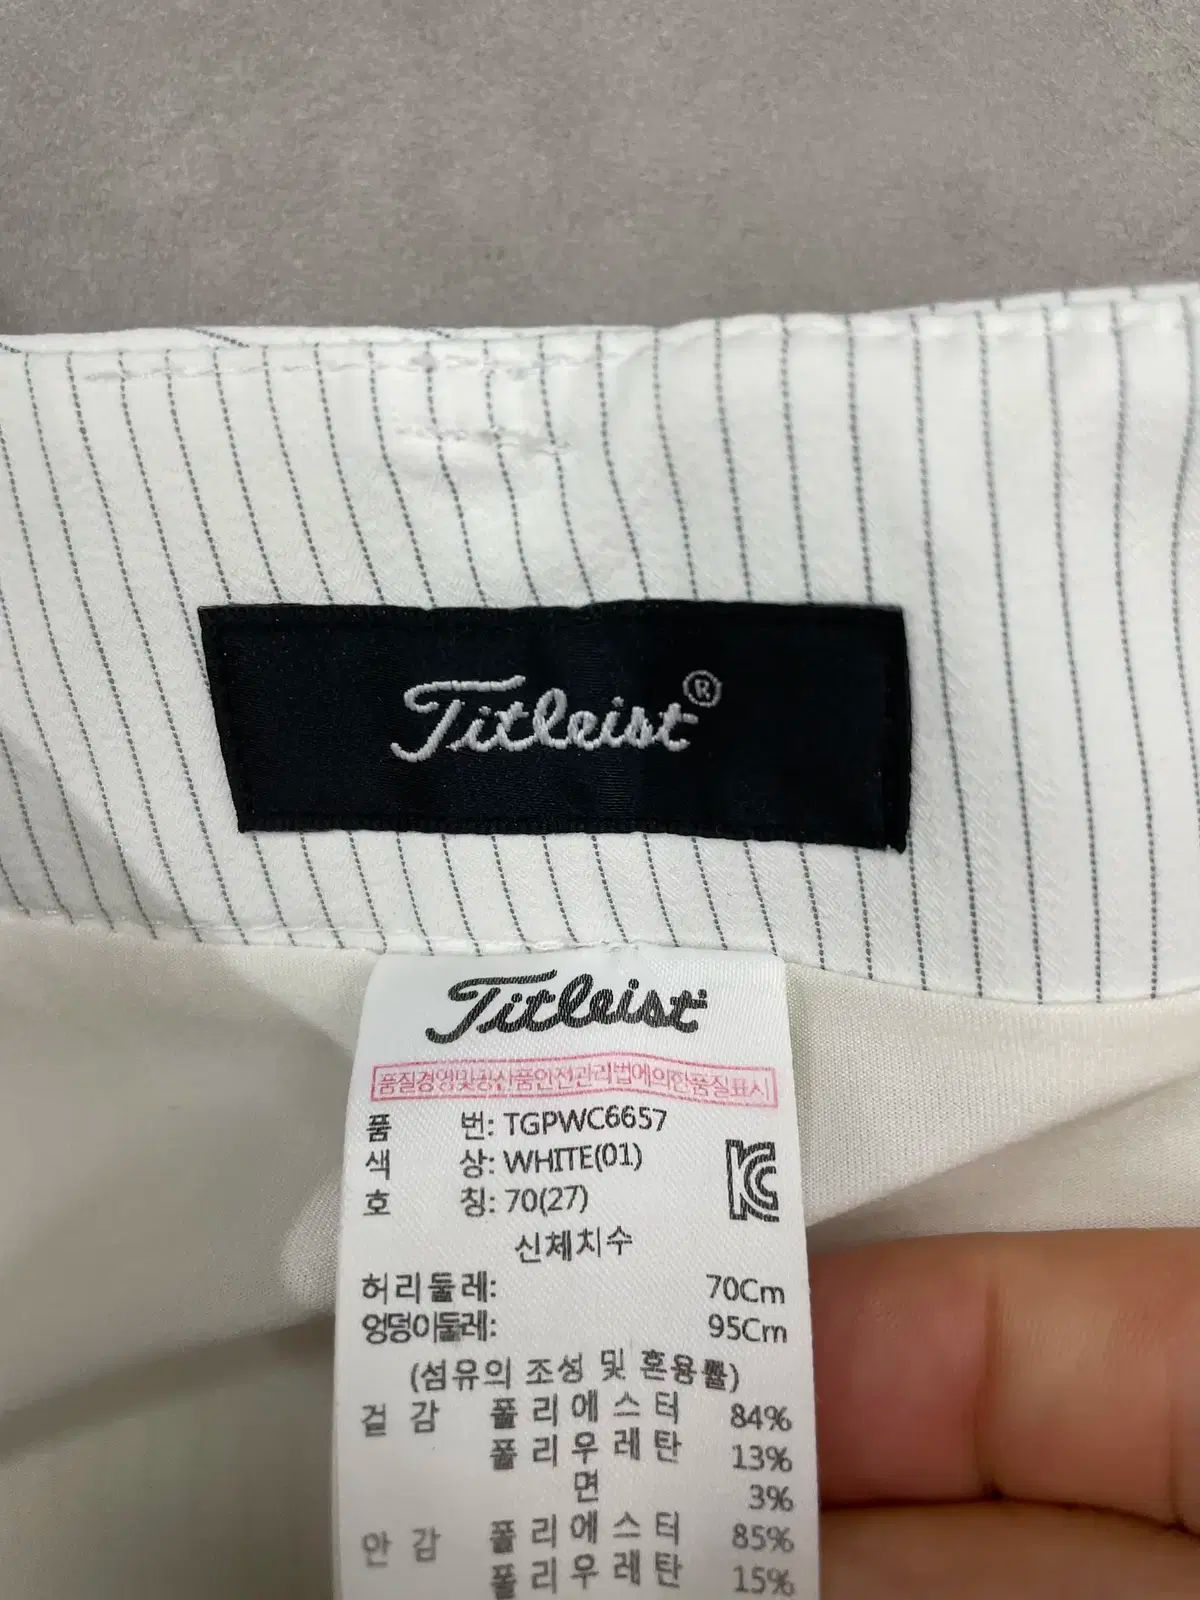 Titleist®
Titleist
품질경영및공산품안전관리법에의한품질표시
품 번: TGPWC6657
색 상: WHITE(01)
호 칭: 70(27)
신체치수
허리둘레: 70Cm
엉덩이둘레: 95Cm
(섬유의 조성 및 혼용률)
겉 감 폴리에스터 84%
폴리우레탄 13%
면 3%
안 감 폴리에스터 85%
폴리우레탄 15%